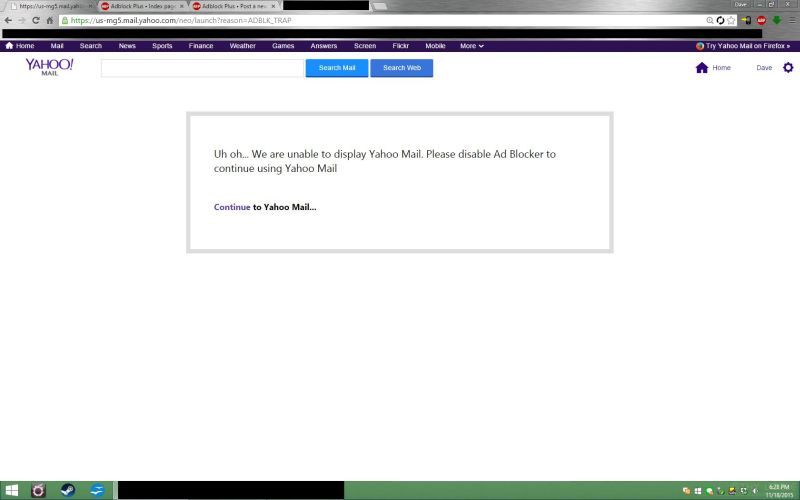 https://us-mg5.mail.yaho
Adblock Plus • Index page
Adblock Plus • Post a new
Dave
https://us-mg5.mail.yahoo.com/neo/launch?reason=ADBLK_TRAP
Home Mail Search News Sports Finance Weather Games Answers Screen Flickr Mobile More
Try Yahoo Mail on Firefox »
YAHOO!
MAIL
Search Mail
Search Web
Home
Dave
Uh oh... We are unable to display Yahoo Mail. Please disable Ad Blocker to
continue using Yahoo Mail
Continue to Yahoo Mail...
6:28 PM
11/18/2015